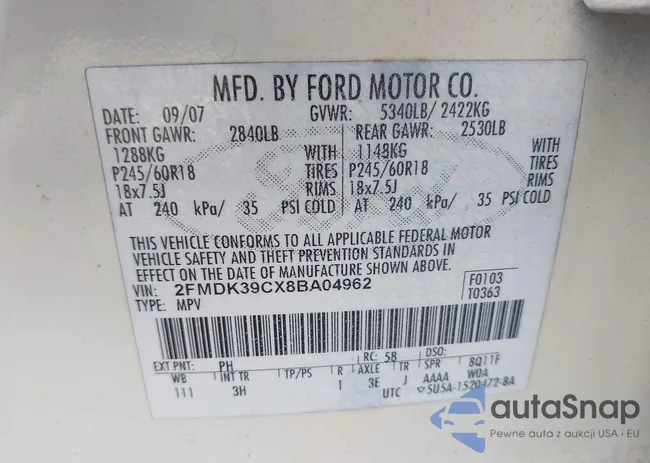 MFD. BY FORD MOTOR CO.
DATE: 09/07 GVWR: 5340LB/ 2422KG
FRONT GAWR: 2840LB REAR GAWR: 2530LB
1288KG WITH 1148KG WITH
P245/60R18 TIRES P245/60R18 TIRES
18x7.5J RIMS 18x7.5J RIMS
AT 240 kPa/ 35 PSI COLD AT 240 kPa/ 35 PSI COLD
THIS VEHICLE CONFORMS TO ALL APPLICABLE FEDERAL MOTOR
VEHICLE SAFETY AND THEFT PREVENTION STANDARDS IN
EFFECT ON THE DATE OF MANUFACTURE SHOWN ABOVE.
VIN: 2FMDK39CX8BA04962 F0103
TYPE: MPV T0363
EXT PNT: PH RC: 58 DSO:
WB INT TR TP/PS R AXLE TR SPR 8Q11F
111 3H 1 3E J AAAA W0A
UTC 5U5A-1520472-BA
autaSnap
Pewne auta z aukcji USA i EU